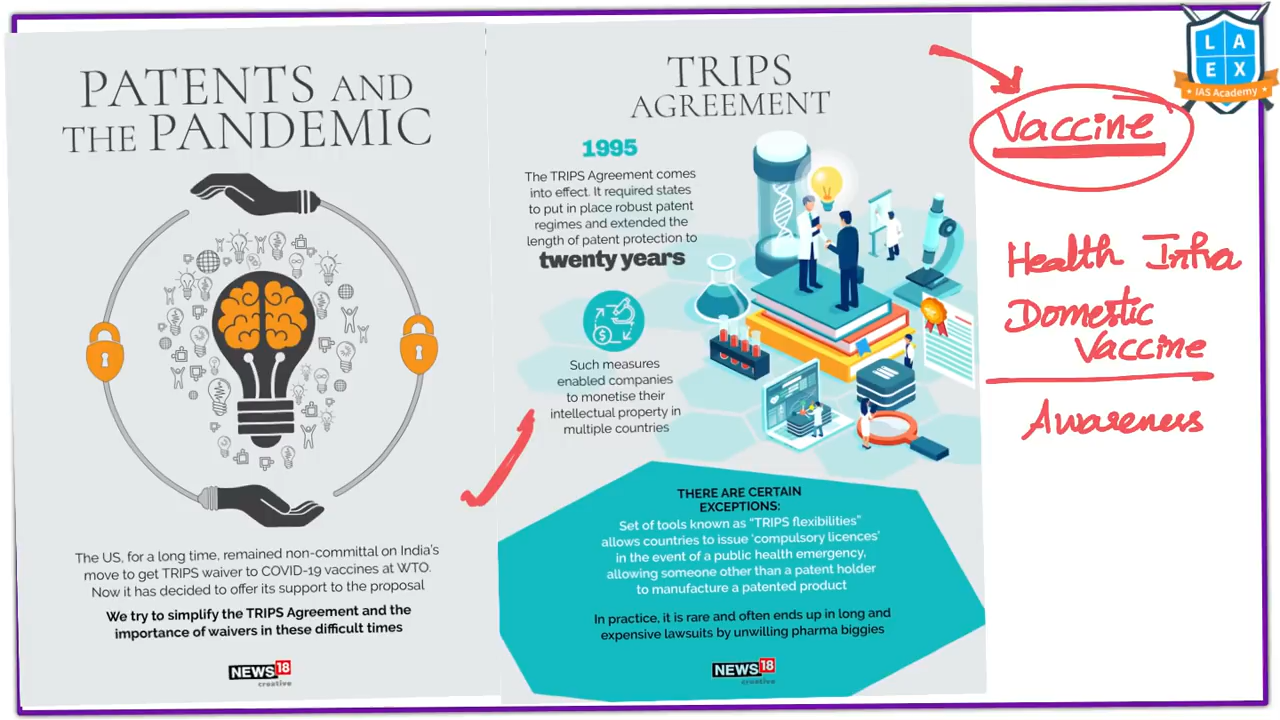 PATENTS AND
THE PANDEMIC
The US, for a long time, remained non-committal on India's
move to get TRIPS waiver to COVID-19 vaccines at WTO.
Now it has decided to offer its support to the proposal
We try to simplify the TRIPS Agreement and the
importance of waivers in these difficult times
NEWS18
creative
TRIPS
AGREEMENT
1995
The TRIPS Agreement comes
into effect. It required states
to put in place robust patent
regimes and extended the
length of patent protection to
twenty years
Such measures
enabled companies
to monetise their
intellectual property in
multiple countries
THERE ARE CERTAIN
EXCEPTIONS:
Set of tools known as "TRIPS flexibilities"
allows countries to issue 'compulsory licences'
in the event of a public health emergency,
allowing someone other than a patent holder
to manufacture a patented product
In practice, it is rare and often ends up in long and
expensive lawsuits by unwilling pharma biggies
NEWS18
creative
LA
EX
IAS Academy
Vaccine
Health Infra
Domestic
Vaccine
Awareness